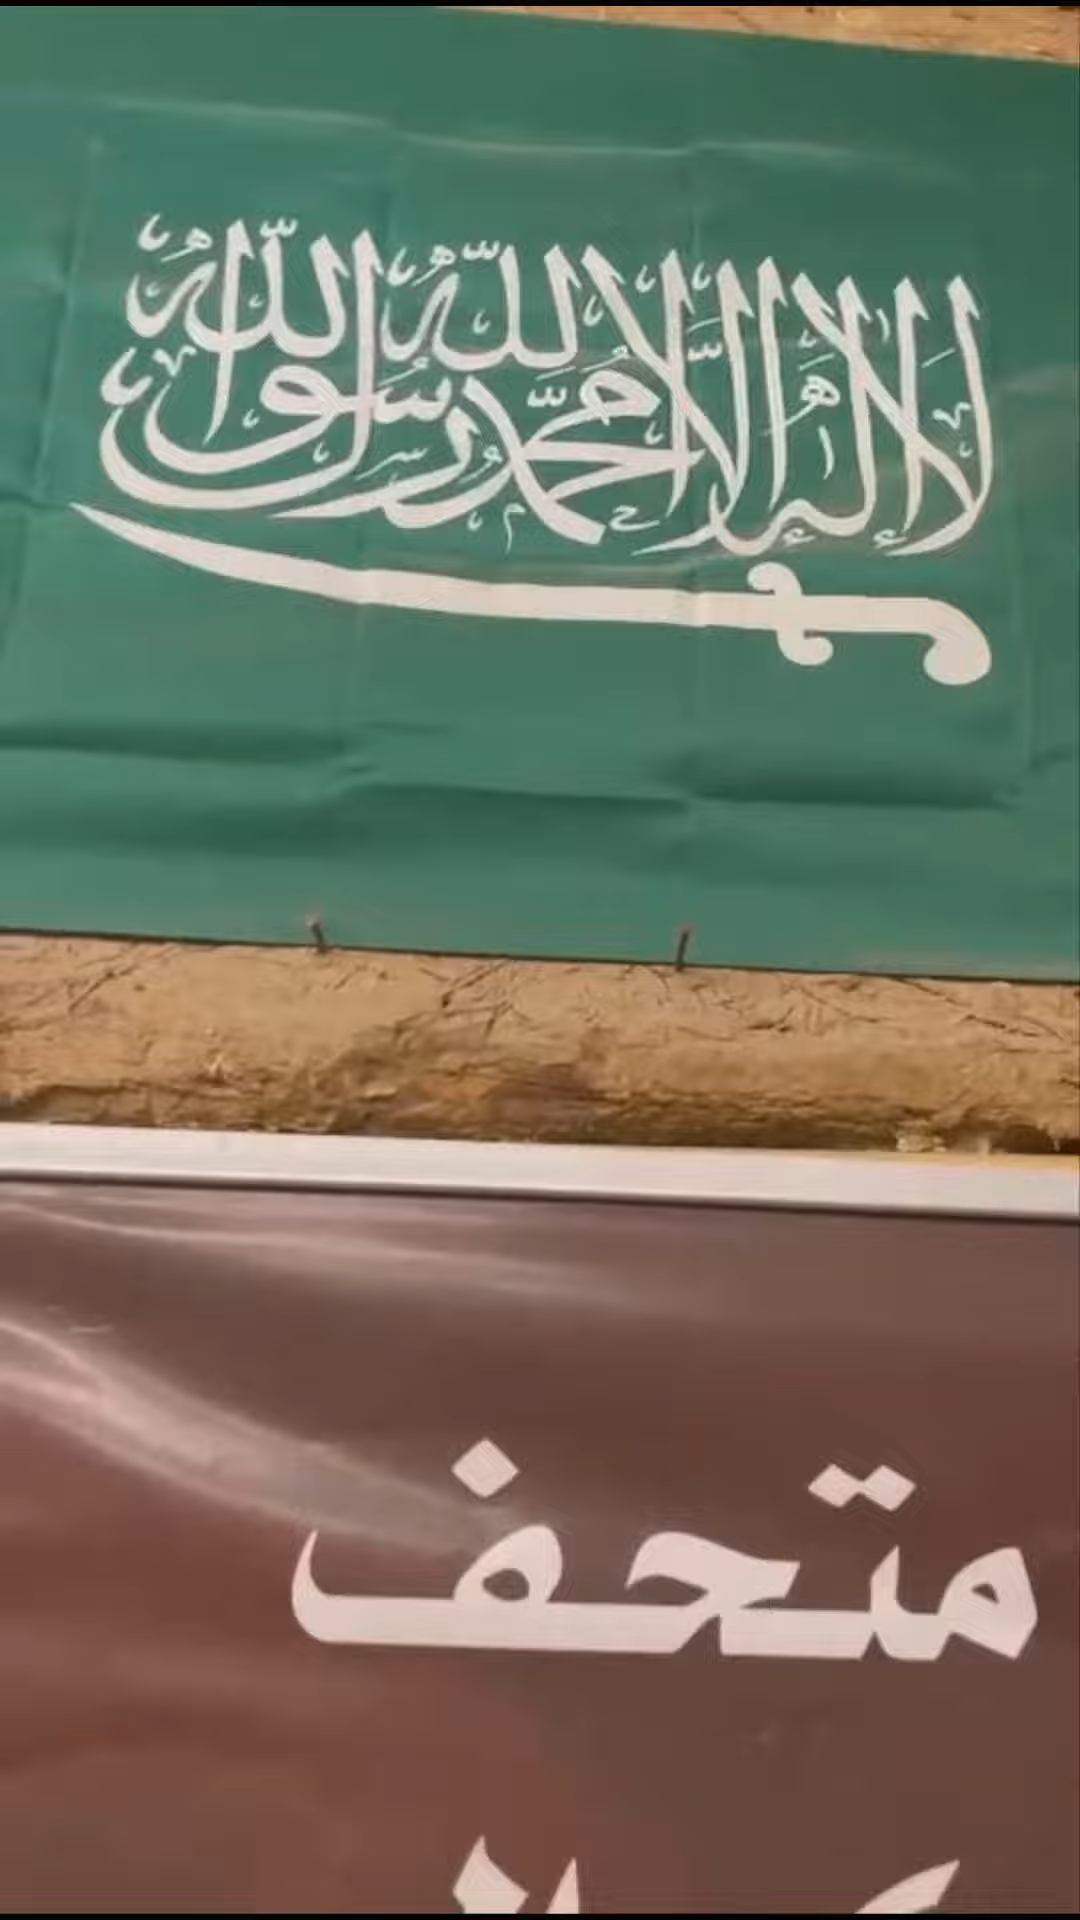 لا إله إلا الله محمد رسول الله
متحف